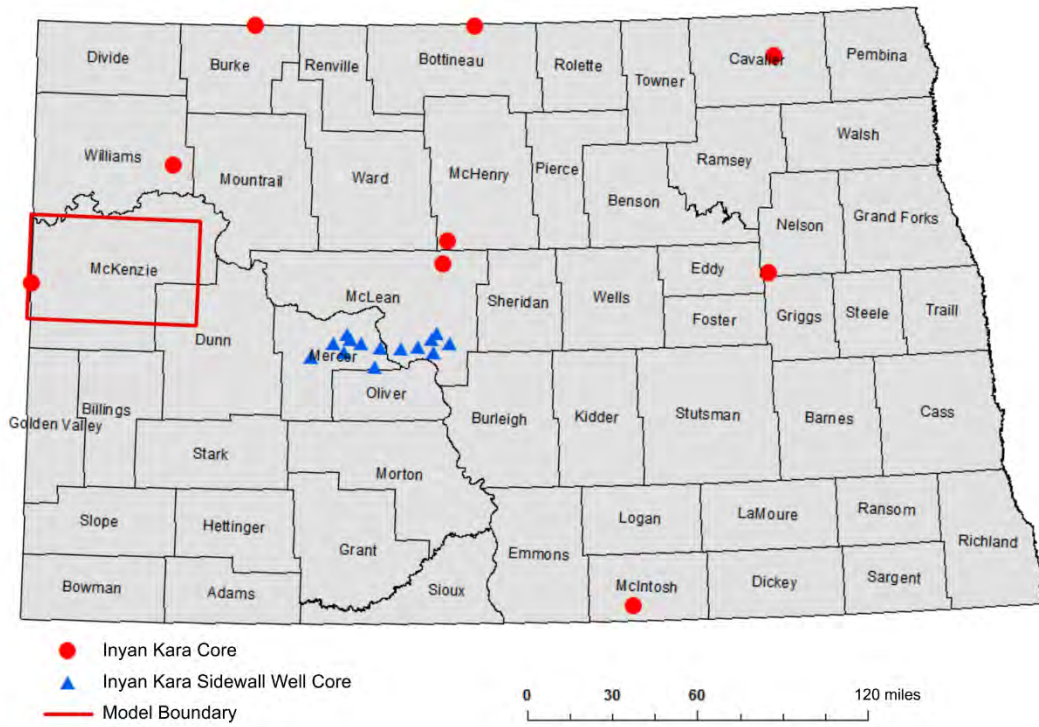 Divide
Burke
Renville
Bottineau
Rolette
Towner
Cavalier
Pembina
Williams
Mountrail
Ward
McHenry
Pierce
Benson
Ramsey
Walsh
Nelson
Grand Forks
McKenzie
Dunn
McLean
Sheridan
Wells
Eddy
Foster
Griggs
Steele
Traill
Mercer
Oliver
Golden Valley
Billings
Stark
Morton
Burleigh
Kidder
Stutsman
Barnes
Cass
Slope
Hettinger
Grant
Sioux
Emmons
Logan
LaMoure
Ransom
Richland
Bowman
Adams
McIntosh
Dickey
Sargent
Inyan Kara Core
Inyan Kara Sidewall Well Core
Model Boundary
0 30 60 120 miles